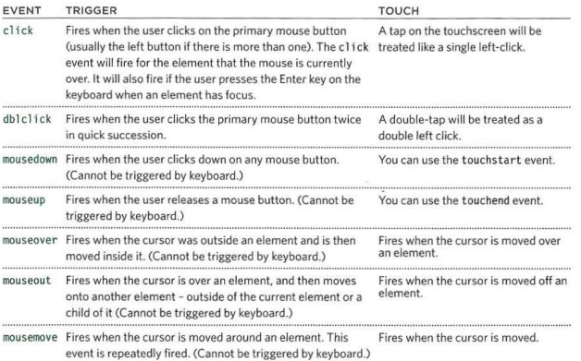 EVENT TRIGGER TOUCH
click Fires when the user clicks on the primary mouse button A tap on the touchscreen will be
(usually the left button if there is more than one). The click treated like a single left-click.
event will fire for the element that the mouse is currently
over. It will also fire if the user presses the Enter key on the
keyboard when an element has focus.
dblclick Fires when the user clicks the primary mouse button twice A double-tap will be treated as a
in quick succession. double left click.
mousedown Fires when the user clicks down on any mouse button. You can use the touchstart event.
(Cannot be triggered by keyboard.)
mouseup Fires when the user releases a mouse button. (Cannot be You can use the touchend event.
triggered by keyboard.)
mouseover Fires when the cursor was outside an element and is then Fires when the cursor is moved over
moved inside it. (Cannot be triggered by keyboard.) an element.
mouseout Fires when the cursor is over an element, and then moves Fires when the cursor is moved off an
onto another element – outside of the current element or a element.
child of it (Cannot be triggered by keyboard.)
mousemove Fires when the cursor is moved around an element. This Fires when the cursor is moved.
event is repeatedly fired. (Cannot be triggered by keyboard.)